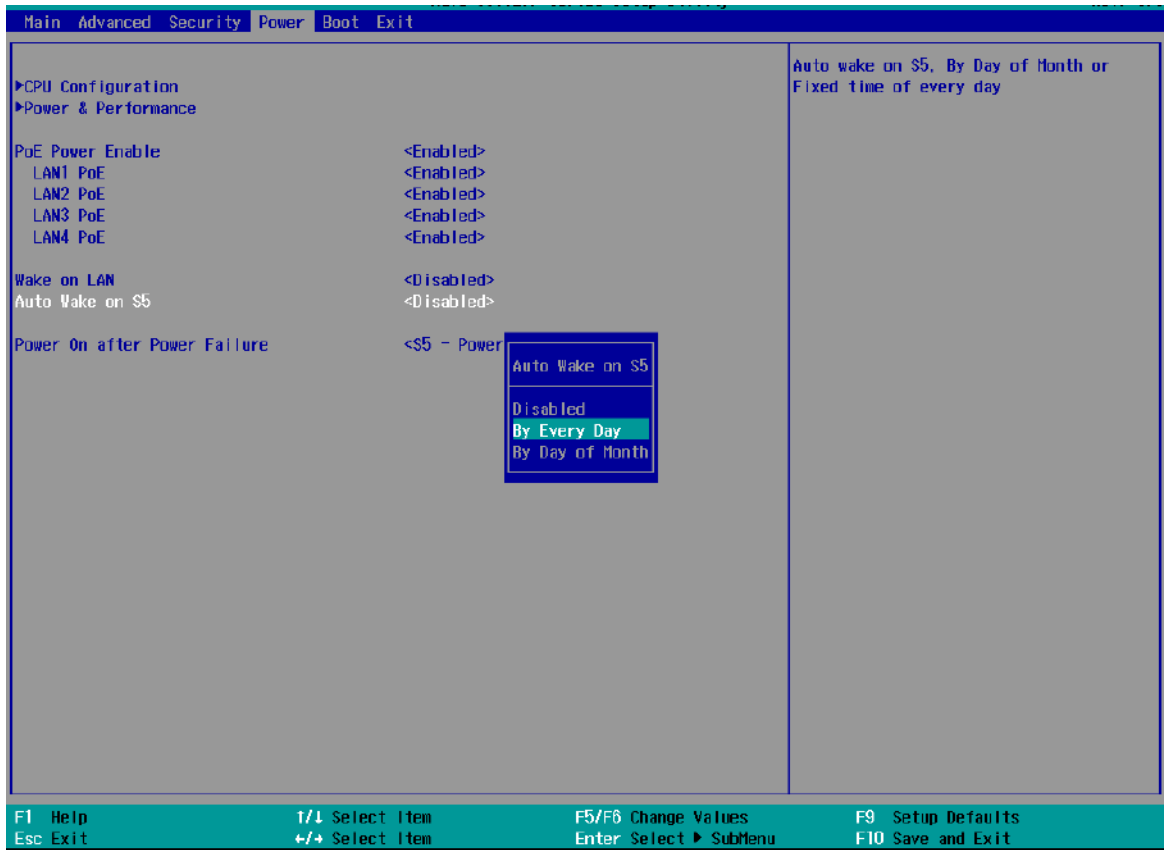 Main Advanced Security Power Boot Exit
▶CPU Configuration
▶Power & Performance
PoE Power Enable <Enabled>
LAN1 PoE <Enabled>
LAN2 PoE <Enabled>
LAN3 PoE <Enabled>
LAN4 PoE <Enabled>
Wake on LAN <Disabled>
Auto Wake on S5 <Disabled>
Power On after Power Failure <S5 - Power
Auto Wake on S5
Disabled
By Every Day
By Day of Month
Auto wake on S5, By Day of Month or
Fixed time of every day
F1 Help ↑/↓ Select Item F5/F6 Change Values F9 Setup Defaults
Esc Exit ←/→ Select Item Enter Select ▶ SubMenu F10 Save and Exit